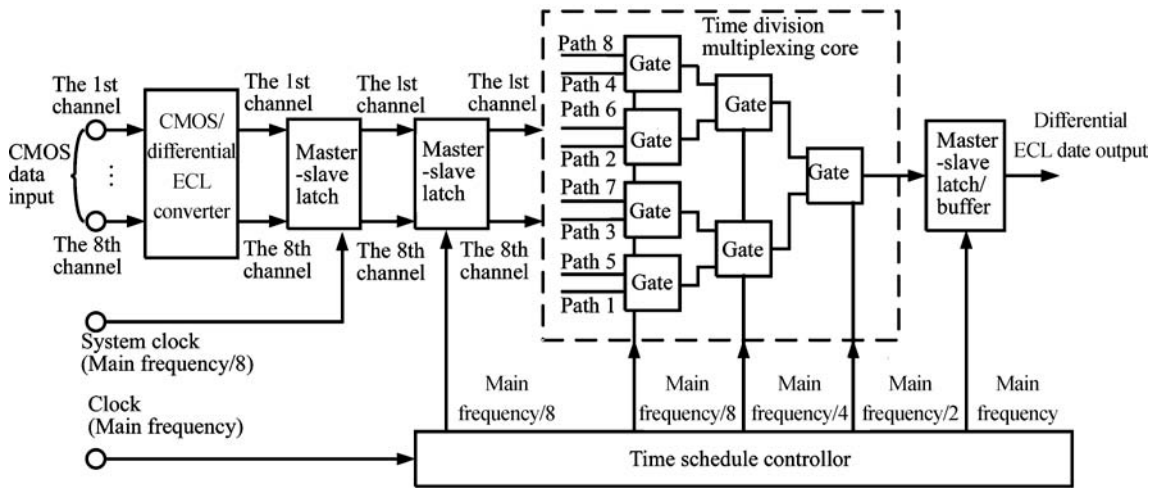 Time division
multiplexing core
Path 8
Gate
Path 4
Path 6
Gate
Path 2
Path 7
Gate
Path 3
Path 5
Gate
Path 1
Gate
Gate
Gate
The 1st
channel
CMOS
data
input
⋮
The 8th
channel
CMOS/
differential
ECL
converter
The 1st
channel
The 8th
channel
Master
-slave
latch
The lst
channel
The 8th
channel
Master
-slave
latch
The lst
channel
The 8th
channel
Master
-slave
latch/
buffer
Differential
ECL date output
System clock
(Main frequency/8)
Clock
(Main frequency)
Main
frequency/8
Main
frequency/8
Main
frequency/4
Main
frequency/2
Main
frequency
Time schedule controllor